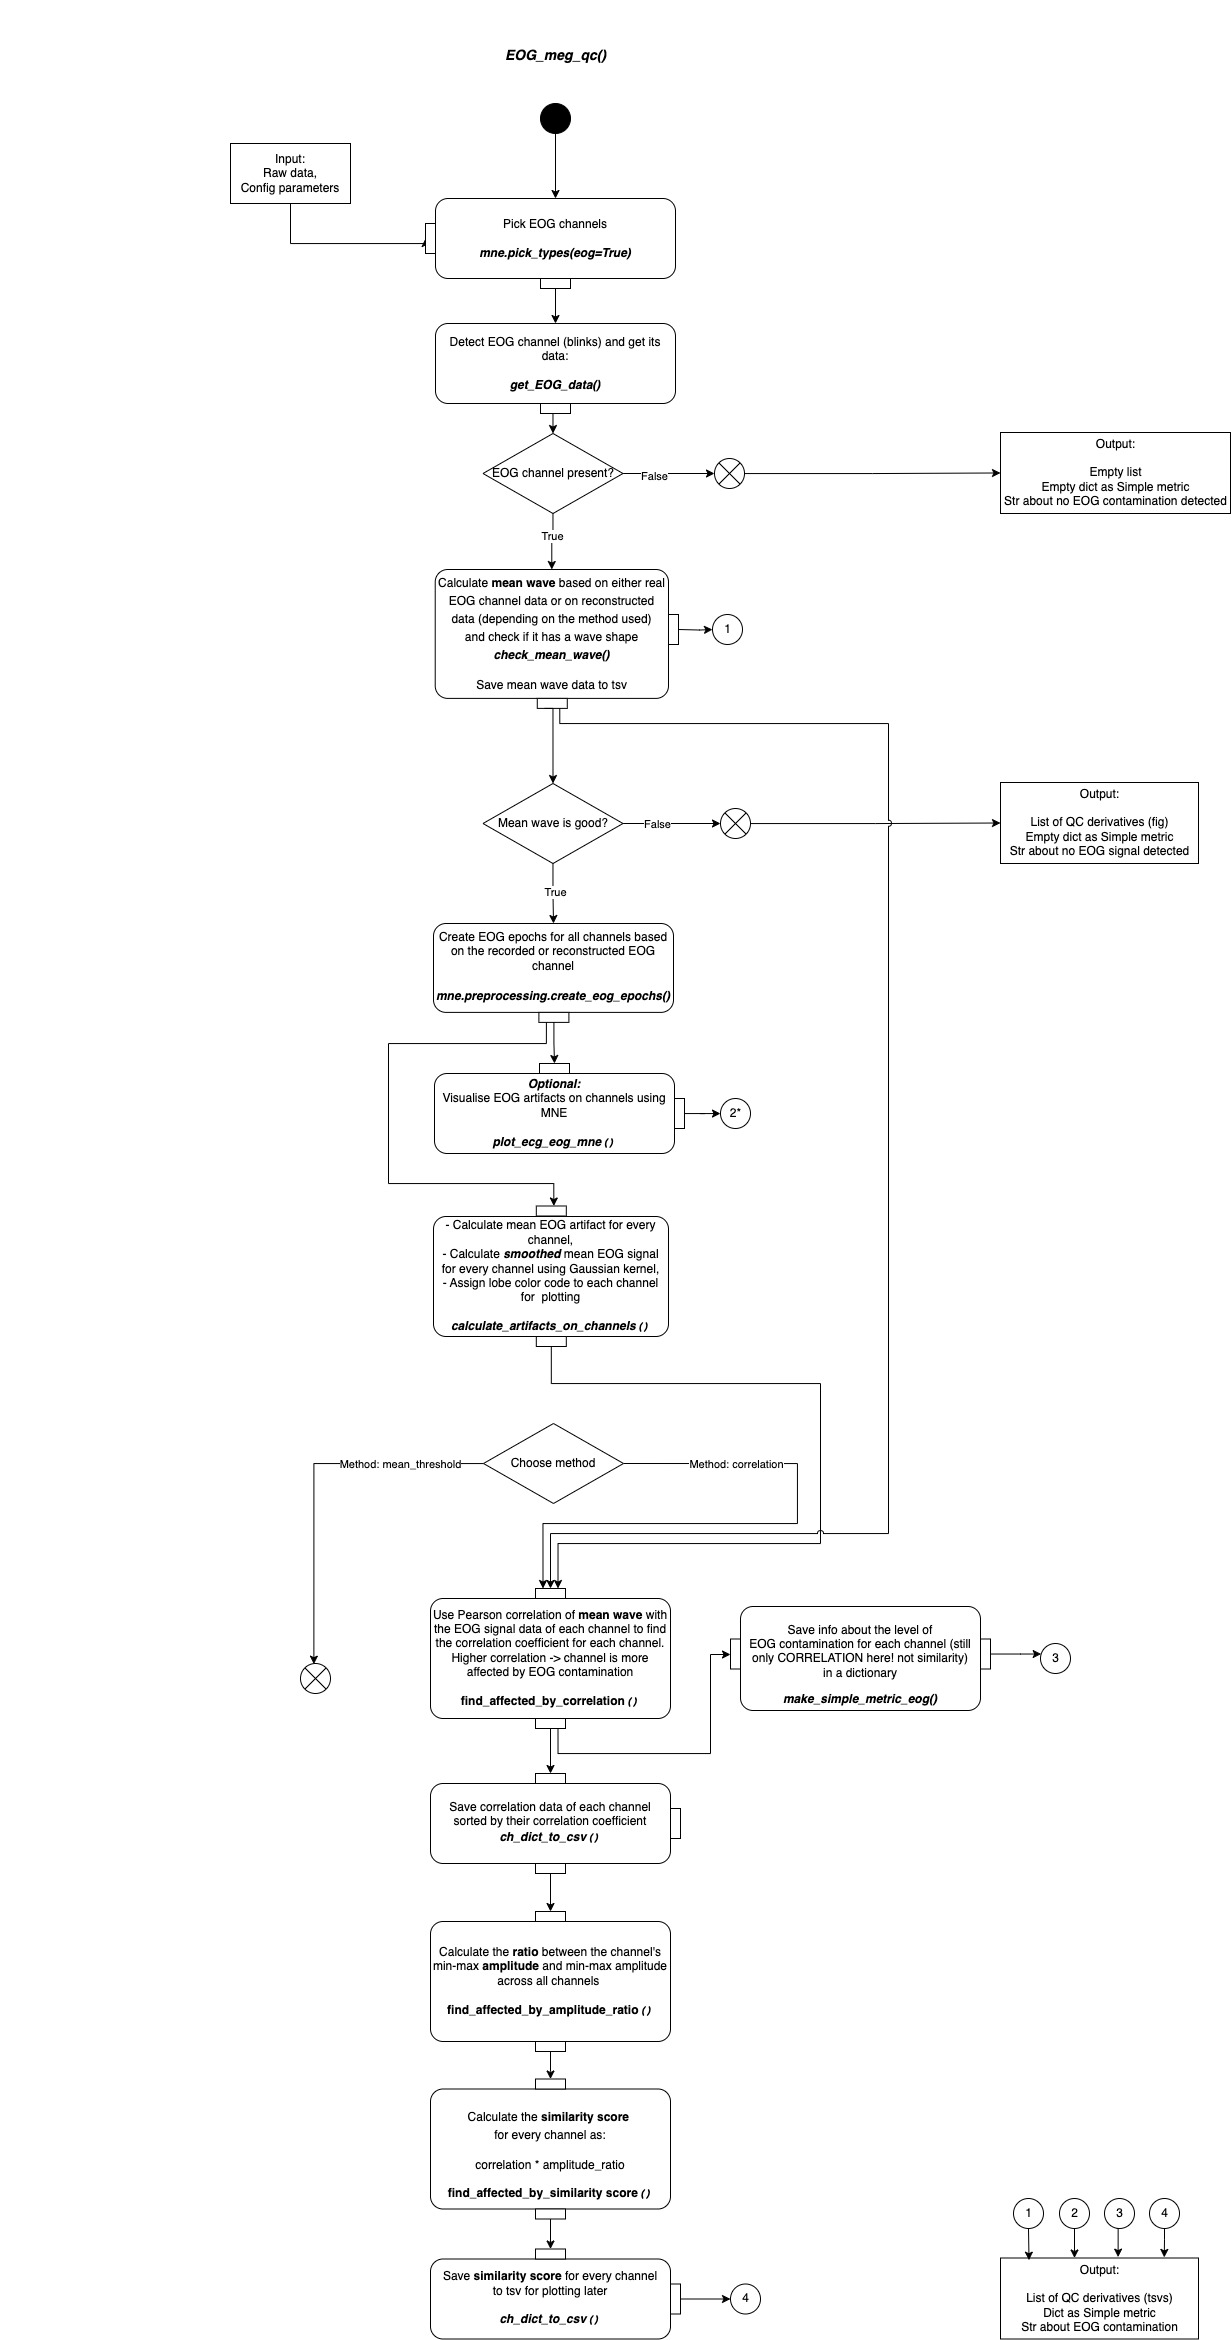 EOG_meg_qc()
Input:
Raw data,
Config parameters
Pick EOG channels
mne.pick_types(eog=True)
Detect EOG channel (blinks) and get its
data:
get_EOG_data()
EOG channel present?
False
Output:
Empty list
Empty dict as Simple metric
Str about no EOG contamination detected
True
Calculate mean wave based on either real
EOG channel data or on reconstructed
data (depending on the method used)
and check if it has a wave shape
check_mean_wave()
Save mean wave data to tsv
1
Mean wave is good?
False
Output:
List of QC derivatives (fig)
Empty dict as Simple metric
Str about no EOG signal detected
True
Create EOG epochs for all channels based
on the recorded or reconstructed EOG
channel
mne.preprocessing.create_eog_epochs()
Optional:
Visualise EOG artifacts on channels using
MNE
plot_ecg_eog_mne ( )
2*
- Calculate mean EOG artifact for every
channel,
- Calculate smoothed mean EOG signal
for every channel using Gaussian kernel,
- Assign lobe color code to each channel
for  plotting
calculate_artifacts_on_channels ( )
Method: mean_threshold
Choose method
Method: correlation
Use Pearson correlation of mean wave with
the EOG signal data of each channel to find
the correlation coefficient for each channel.
Higher correlation -> channel is more
affected by EOG contamination
find_affected_by_correlation ( )
Save info about the level of
EOG contamination for each channel (still
only CORRELATION here! not similarity)
in a dictionary
make_simple_metric_eog()
3
Save correlation data of each channel
sorted by their correlation coefficient
ch_dict_to_csv ( )
Calculate the ratio between the channel's
min-max amplitude and min-max amplitude
across all channels
find_affected_by_amplitude_ratio ( )
Calculate the similarity score
for every channel as:
correlation * amplitude_ratio
find_affected_by_similarity score ( )
Save similarity score for every channel
to tsv for plotting later
ch_dict_to_csv ( )
4
1 2 3 4
Output:
List of QC derivatives (tsvs)
Dict as Simple metric
Str about EOG contamination